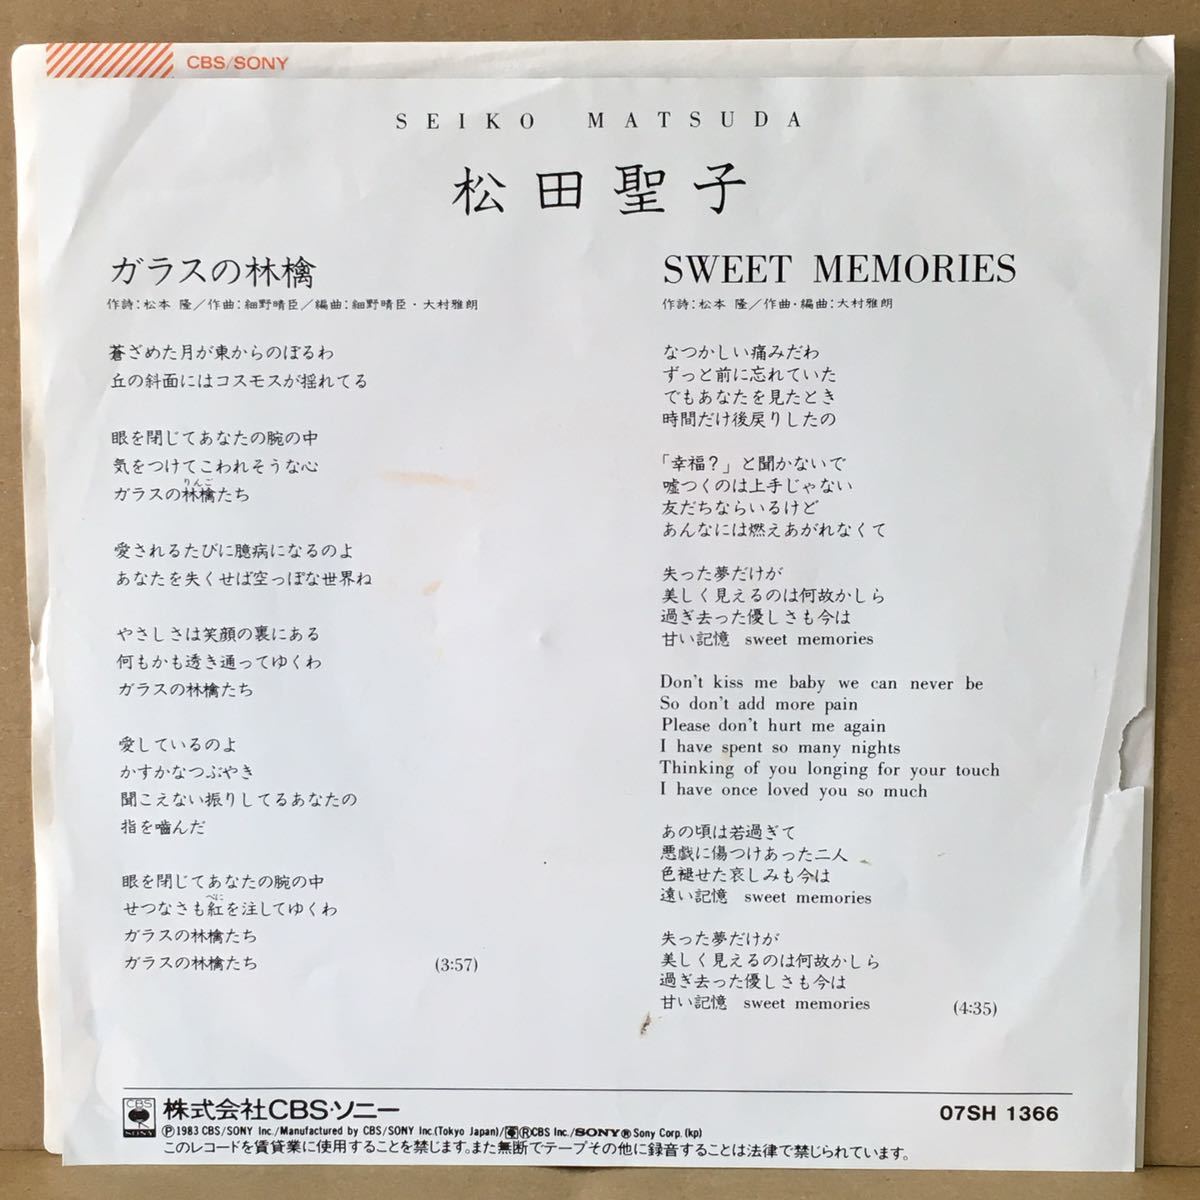 CBS/SONY
SEIKO MATSUDA
松田聖子
ガラスの林檎
作詩：松本 隆／作曲：細野晴臣／編曲：細野晴臣・大村雅朗
蒼ざめた月が東からのぼるわ
丘の斜面にはコスモスが揺れてる
眼を閉じてあなたの腕の中
気をつけてこわれそうな心
りんご
ガラスの林檎たち
愛されるたびに臆病になるのよ
あなたを失くせば空っぽな世界ね
やさしさは笑顔の裏にある
何もかも透き通ってゆくわ
ガラスの林檎たち
愛しているのよ
かすかなつぶやき
聞こえない振りしてるあなたの
指を嚙んだ
眼を閉じてあなたの腕の中
べに
せつなさも紅を注してゆくわ
ガラスの林檎たち
ガラスの林檎たち (3:57)
SWEET MEMORIES
作詩：松本 隆／作曲・編曲：大村雅朗
なつかしい痛みだわ
ずっと前に忘れていた
でもあなたを見たとき
時間だけ後戻りしたの
「幸福？」と聞かないで
嘘つくのは上手じゃない
友だちならいるけど
あんなには燃えあがれなくて
失った夢だけが
美しく見えるのは何故かしら
過ぎ去った優しさも今は
甘い記憶 sweet memories
Don't kiss me baby we can never be
So don't add more pain
Please don't hurt me again
I have spent so many nights
Thinking of you longing for your touch
I have once loved you so much
あの頃は若過ぎて
悪戯に傷つけあった二人
色褪せた哀しみも今は
遠い記憶 sweet memories
失った夢だけが
美しく見えるのは何故かしら
過ぎ去った優しさも今は
甘い記憶 sweet memories (4:35)
CBS
SONY
株式会社CBS・ソニー
07SH 1366
Ⓟ1983 CBS/SONY Inc./Manufactured by CBS/SONY Inc.(Tokyo Japan)/ⓇCBS Inc./SONY® Sony Corp.(kp)
このレコードを賃貸業に使用することを禁じます。また無断でテープその他に録音することは法律で禁じられています。